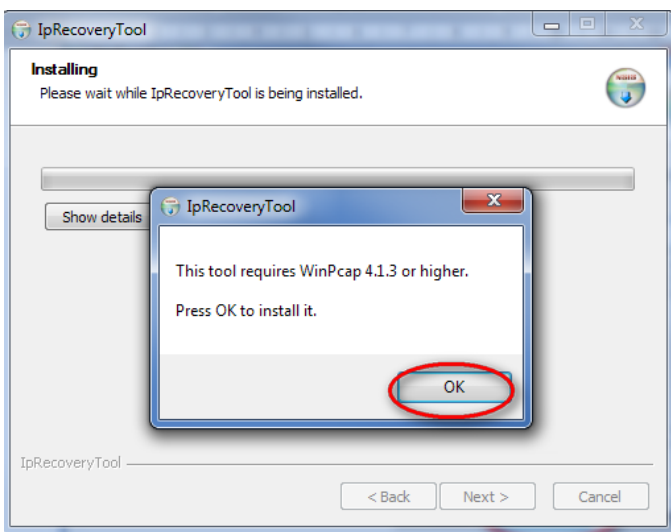 IpRecoveryTool
Installing
Please wait while IpRecoveryTool is being installed.
Show details
IpRecoveryTool
This tool requires WinPcap 4.1.3 or higher.
Press OK to install it.
OK
IpRecoveryTool
< Back
Next >
Cancel